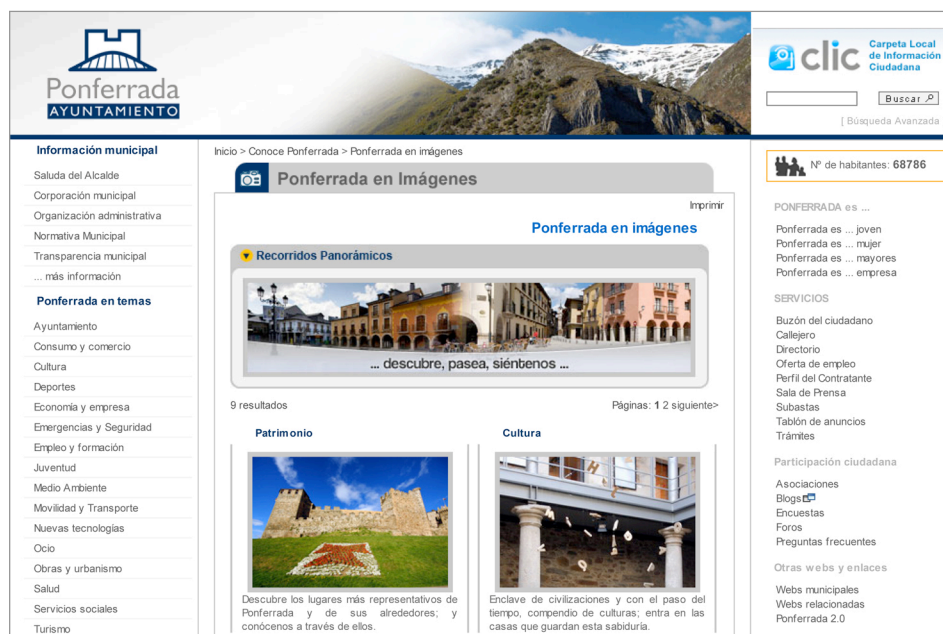 Ponferrada
AYUNTAMIENTO
clic
Carpeta Local
de Información
Ciudadana
Buscar
[ Búsqueda Avanzada
Información municipal
Saluda del Alcalde
Corporación municipal
Organización administrativa
Normativa Municipal
Transparencia municipal
... más información
Ponferrada en temas
Ayuntamiento
Consumo y comercio
Cultura
Deportes
Economía y empresa
Emergencias y Seguridad
Empleo y formación
Juventud
Medio Ambiente
Movilidad y Transporte
Nuevas tecnologías
Ocio
Obras y urbanismo
Salud
Servicios sociales
Turismo
Inicio > Conoce Ponferrada > Ponferrada en imágenes
Ponferrada en Imágenes
Imprimir
Ponferrada en imágenes
Recorridos Panorámicos
... descubre, pasea, siéntenos ...
9 resultados
Páginas: 1 2 siguiente>
Patrimonio
Descubre los lugares más representativos de
Ponferrada y de sus alrededores; y
conócenos a través de ellos.
Cultura
Enclave de civilizaciones y con el paso del
tiempo, compendio de culturas; entra en las
casas que guardan esta sabiduría.
Nº de habitantes: 68786
PONFERRADA es ...
Ponferrada es ... joven
Ponferrada es ... mujer
Ponferrada es ... mayores
Ponferrada es ... empresa
SERVICIOS
Buzón del ciudadano
Callejero
Directorio
Oferta de empleo
Perfil del Contratante
Sala de Prensa
Subastas
Tablón de anuncios
Trámites
Participación ciudadana
Asociaciones
Blogs
Encuestas
Foros
Preguntas frecuentes
Otras webs y enlaces
Webs municipales
Webs relacionadas
Ponferrada 2.0